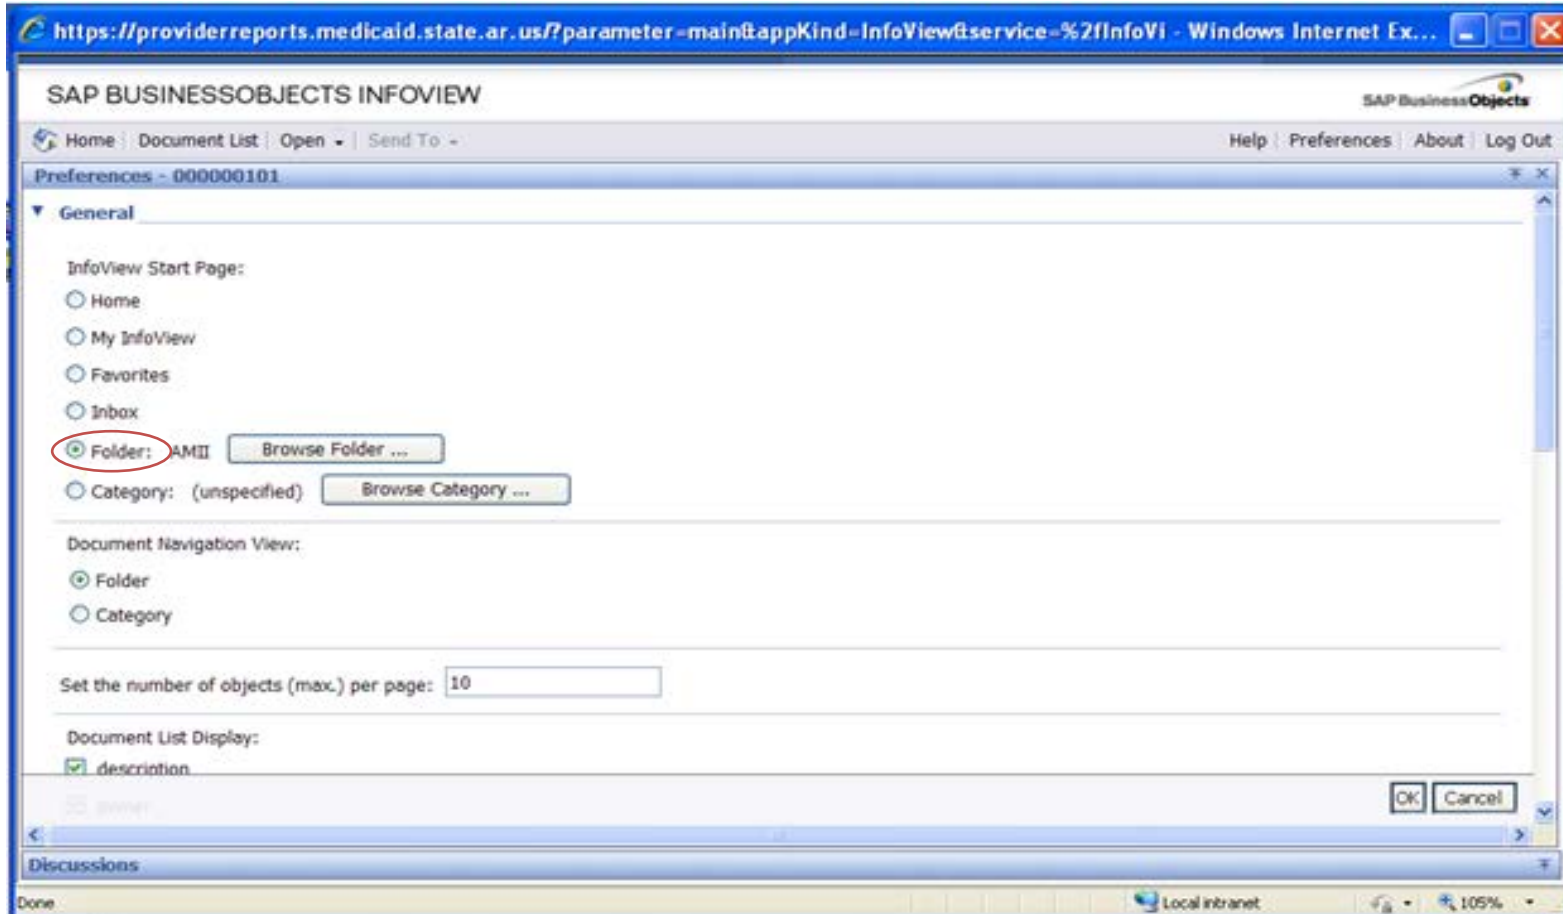 https://providerreports.medicaid.state.ar.us/?parameter=main&appKind=InfoView&service=%2fInfoVi - Windows Internet Ex...
SAP BUSINESSOBJECTS INFOVIEW
SAP BusinessObjects
Home Document List Open Send To Help Preferences About Log Out
Preferences - 000000101
General
InfoView Start Page:
Home
My InfoView
Favorites
Inbox
Folder: AMII Browse Folder ...
Category: (unspecified) Browse Category ...
Document Navigation View:
Folder
Category
Set the number of objects (max.) per page: 10
Document List Display:
description
owner
OK Cancel
Discussions
Done Local intranet 105%